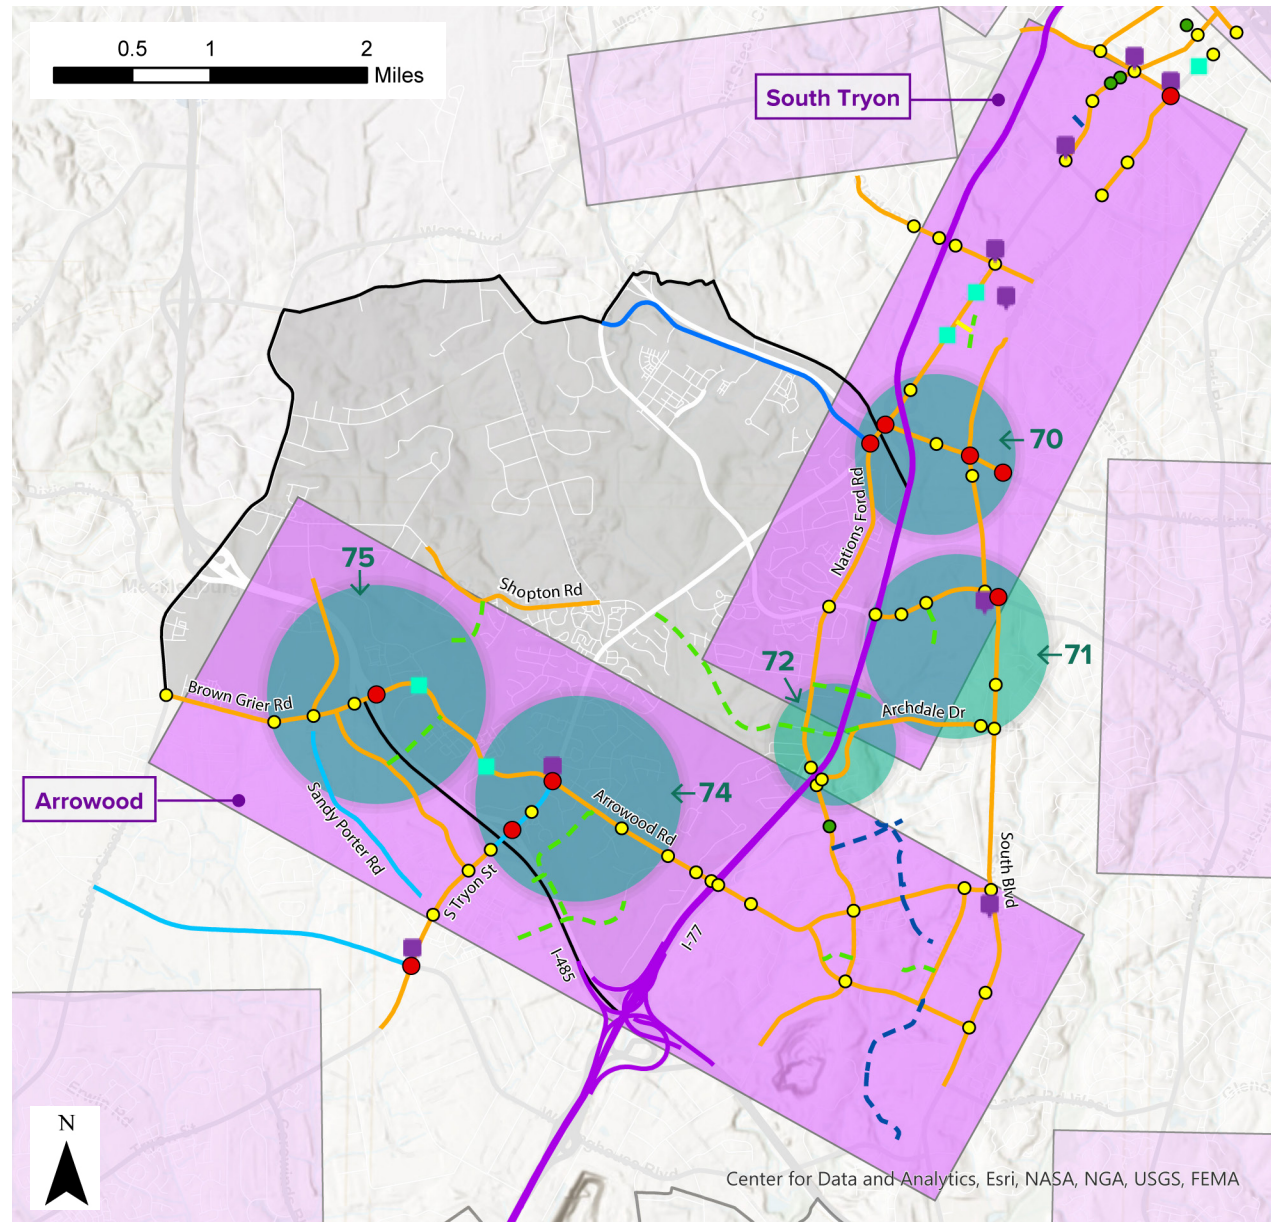 0.5 1 2
Miles
South Tryon
West Blvd
70
Nations Ford Rd
75
Shopton Rd
71
72
Brown Grier Rd
Archdale Dr
74
Arrowood
Sandy Porter Rd
Arrowood Rd
S Tryon St
South Blvd
I-77
I-485
N
Center for Data and Analytics, Esri, NASA, NGA, USGS, FEMA